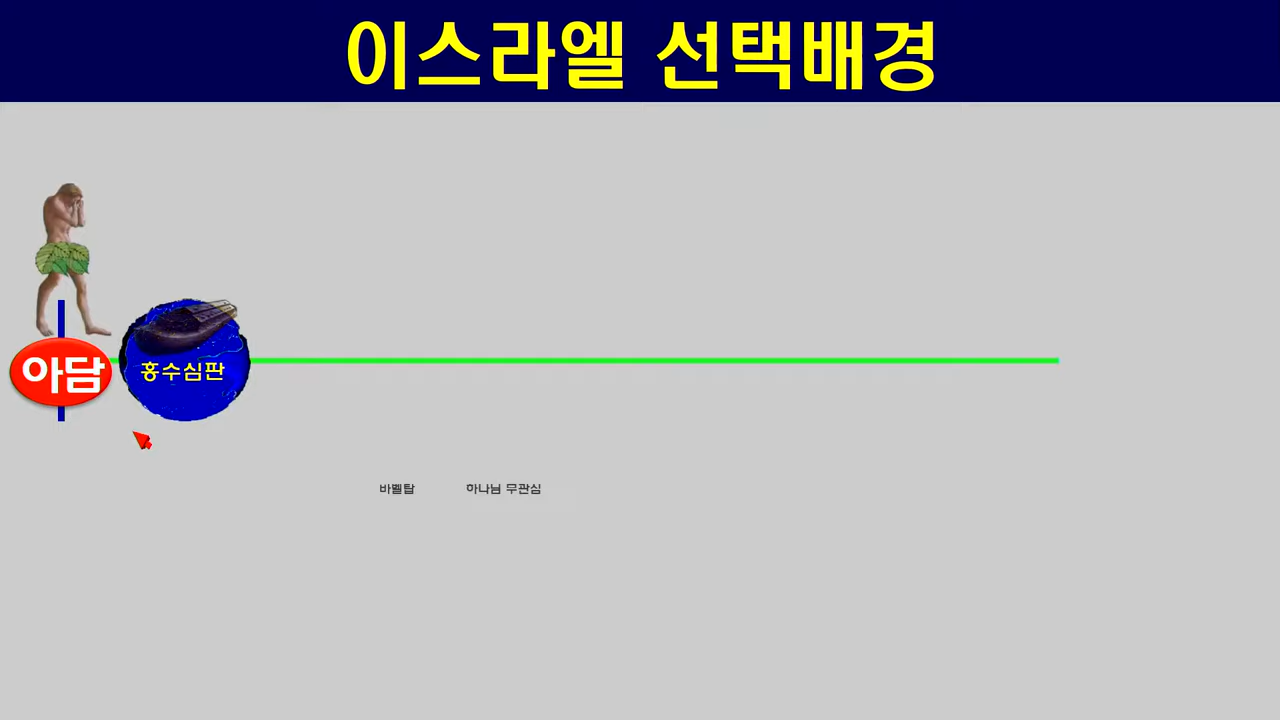 이스라엘 선택배경
아담
홍수심판
바벨탑
하나님 무관심